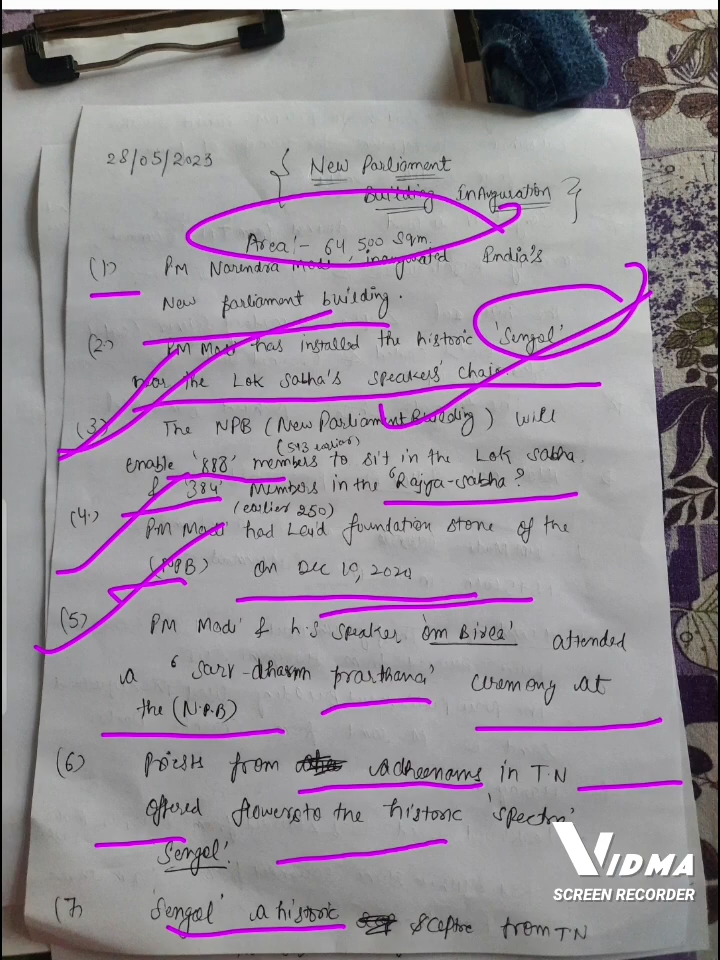 28/05/2023
{ New Parliament
Building Inauguration }
Area:- 64 500 Sqm.
(1) PM Narendra Modi inaugurated India's
New parliament building.
(2) PM Modi has installed the historic 'Sengol'
near the Lok sabha's speakers' chair.
(3) The NPB (New Parliament Building) will
(543 earlier)
enable '888' members to sit in the Lok sabha.
& '384' Members in the 'Rajya-sabha?
(earlier 250)
(4.) PM Modi had Laid foundation stone of the
(NPB) on Dec 10, 2020
(5) PM Modi & h.s speaker 'om Birla' attended
a 'Sarv-dharm prarthana' ceremony at
the (N.P.B)
(6) Priests from Adheenams in T.N
offered flowers to the historic
Sengol'.
(7) 'Sengol' a historic sceptre from TN
VIDMA
SCREEN RECORDER